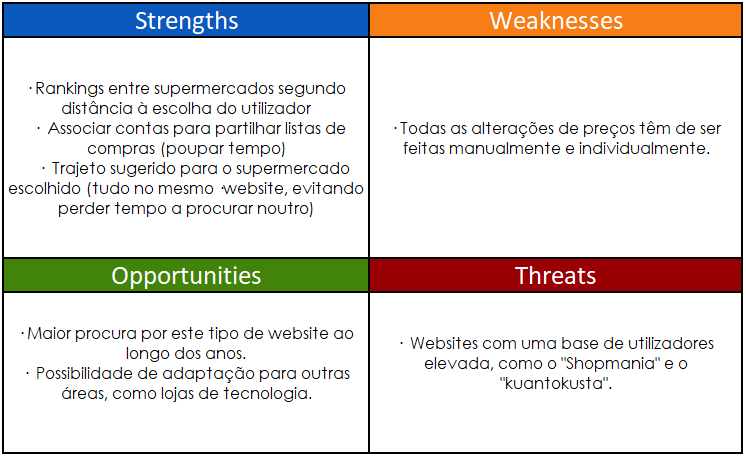 Strengths
Weaknesses
·Rankings entre supermercados segundo
distância à escolha do utilizador
· Associar contas para partilhar listas de
compras (poupar tempo)
· Trajeto sugerido para o supermercado
escolhido (tudo no mesmo ·website, evitando
perder tempo a procurar noutro)
·Todas as alterações de preços têm de ser
feitas manualmente e individualmente.
Opportunities
Threats
·Maior procura por este tipo de website ao
longo dos anos.
· Possibilidade de adaptação para outras
áreas, como lojas de tecnologia.
· Websites com uma base de utilizadores
elevada, como o "Shopmania" e o
"kuantokusta".